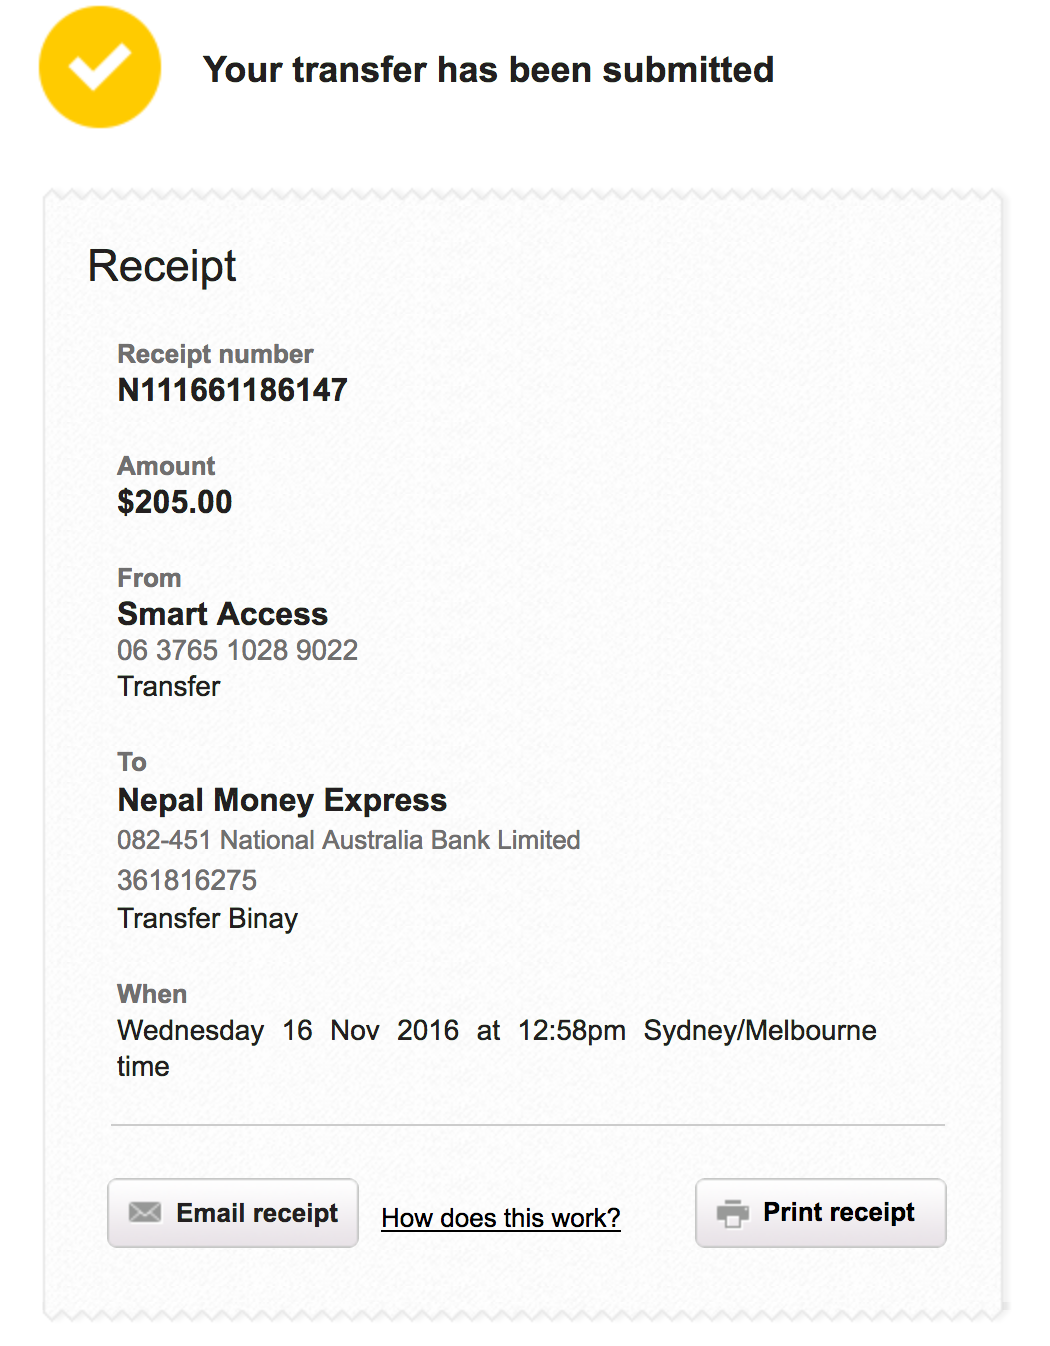 Your transfer has been submitted
Receipt
Receipt number
N111661186147
Amount
$205.00
From
Smart Access
06 3765 1028 9022
Transfer
To
Nepal Money Express
082-451 National Australia Bank Limited
361816275
Transfer Binay
When
Wednesday 16 Nov 2016 at 12:58pm Sydney/Melbourne
time
Email receipt
How does this work?
Print receipt